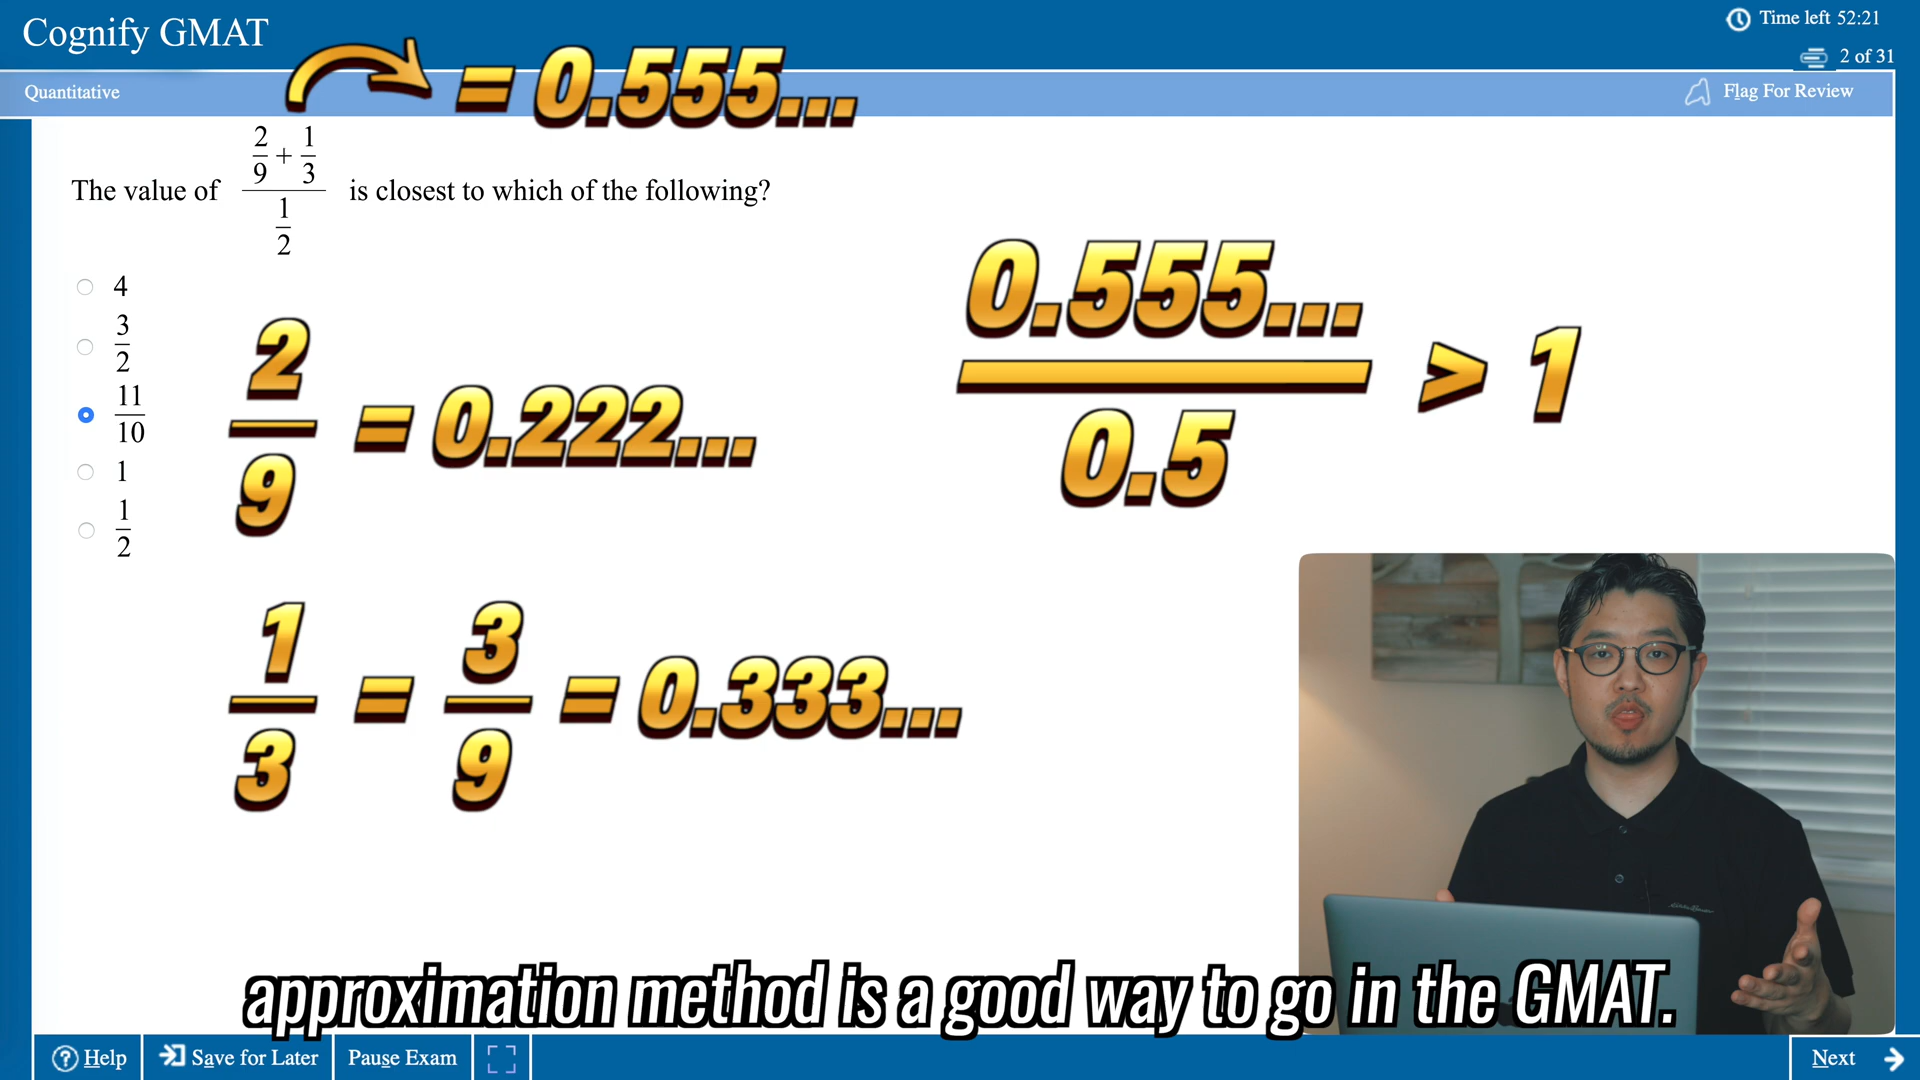 Cognify GMAT
Time left 52:21
2 of 31
Quantitative
Flag For Review
= 0.555...
The value of (2/9 + 1/3)/(1/2) is closest to which of the following?
4
3/2
11/10
1
1/2
2/9 = 0.222...
0.555.../0.5 > 1
1/3 = 3/9 = 0.333...
approximation method is a good way to go in the GMAT.
Help
Save for Later
Pause Exam
Next